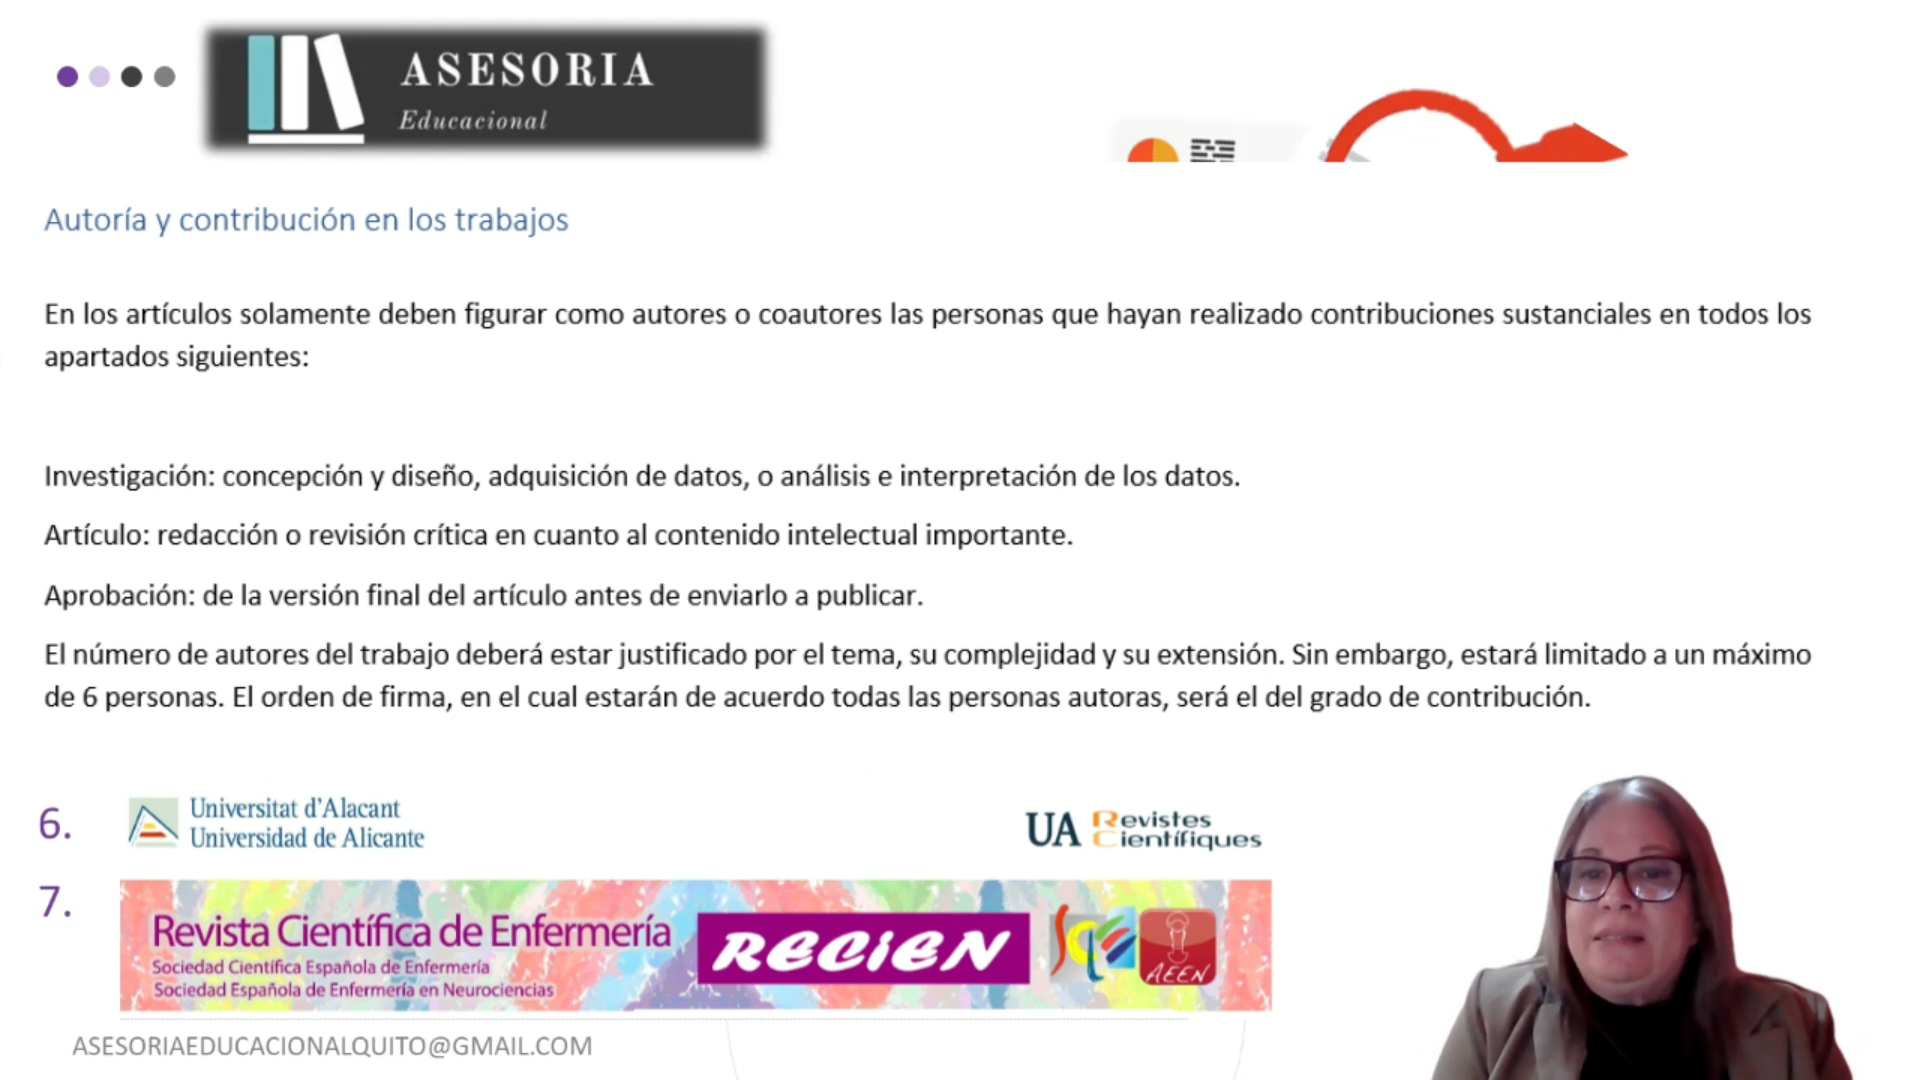 ASESORIA
Educacional
Autoría y contribución en los trabajos
En los artículos solamente deben figurar como autores o coautores las personas que hayan realizado contribuciones sustanciales en todos los
apartados siguientes:
Investigación: concepción y diseño, adquisición de datos, o análisis e interpretación de los datos.
Artículo: redacción o revisión crítica en cuanto al contenido intelectual importante.
Aprobación: de la versión final del artículo antes de enviarlo a publicar.
El número de autores del trabajo deberá estar justificado por el tema, su complejidad y su extensión. Sin embargo, estará limitado a un máximo
de 6 personas. El orden de firma, en el cual estarán de acuerdo todas las personas autoras, será el del grado de contribución.
6.
Universitat d'Alacant
Universidad de Alicante
UA Revistes
Científiques
7.
Revista Científica de Enfermería
Sociedad Científica Española de Enfermería
Sociedad Española de Enfermería en Neurociencias
RECiEN
AEEN
ASESORIAEDUCACIONALQUITO@GMAIL.COM